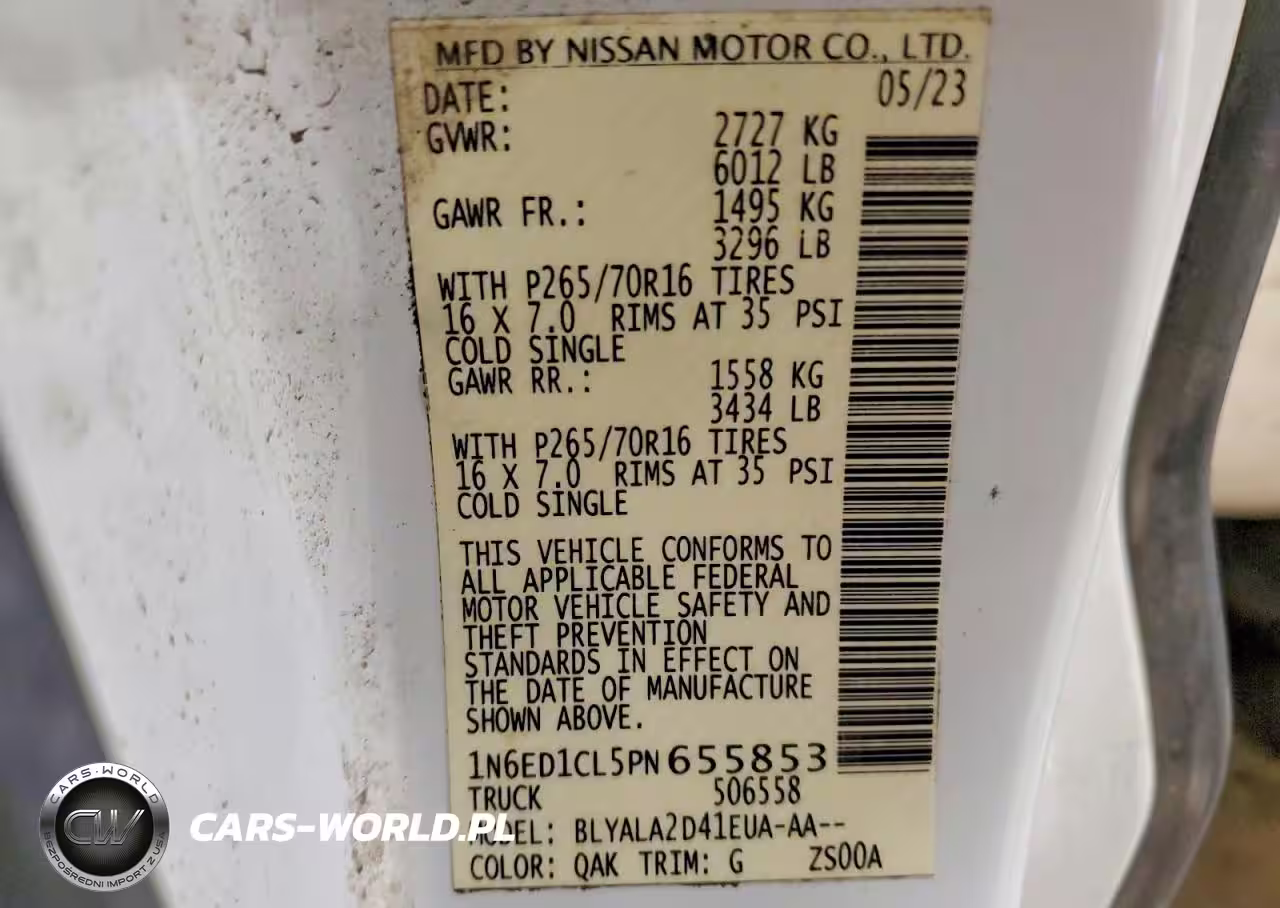 MFD BY NISSAN MOTOR CO., LTD.
DATE: 05/23
GVWR: 2727 KG
6012 LB
GAWR FR.: 1495 KG
3296 LB
WITH P265/70R16 TIRES
16 X 7.0 RIMS AT 35 PSI
COLD SINGLE
GAWR RR.: 1558 KG
3434 LB
WITH P265/70R16 TIRES
16 X 7.0 RIMS AT 35 PSI
COLD SINGLE
THIS VEHICLE CONFORMS TO
ALL APPLICABLE FEDERAL
MOTOR VEHICLE SAFETY AND
THEFT PREVENTION
STANDARDS IN EFFECT ON
THE DATE OF MANUFACTURE
SHOWN ABOVE.
1N6ED1CL5PN655853
TRUCK 506558
MODEL: BLYALA2D41EUA-AA--
COLOR: QAK TRIM: G ZS00A
CARS-WORLD
CW
BEZPOŚREDNI IMPORT Z USA
CARS-WORLD.PL